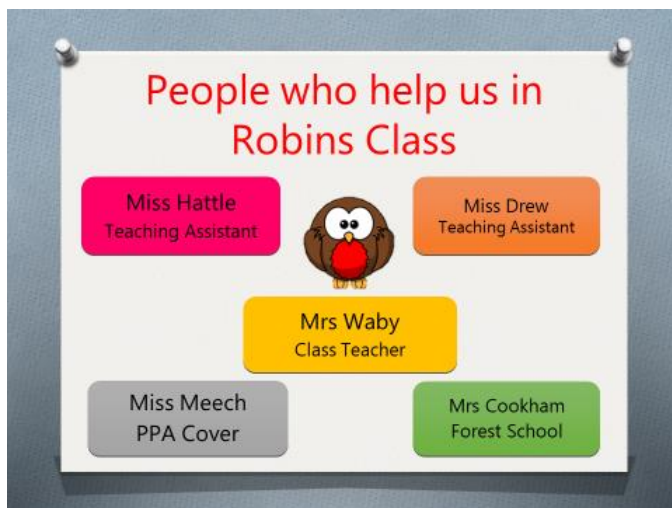 People who help us in
Robins Class
Miss Hattle
Teaching Assistant
Miss Drew
Teaching Assistant
Mrs Waby
Class Teacher
Miss Meech
PPA Cover
Mrs Cookham
Forest School